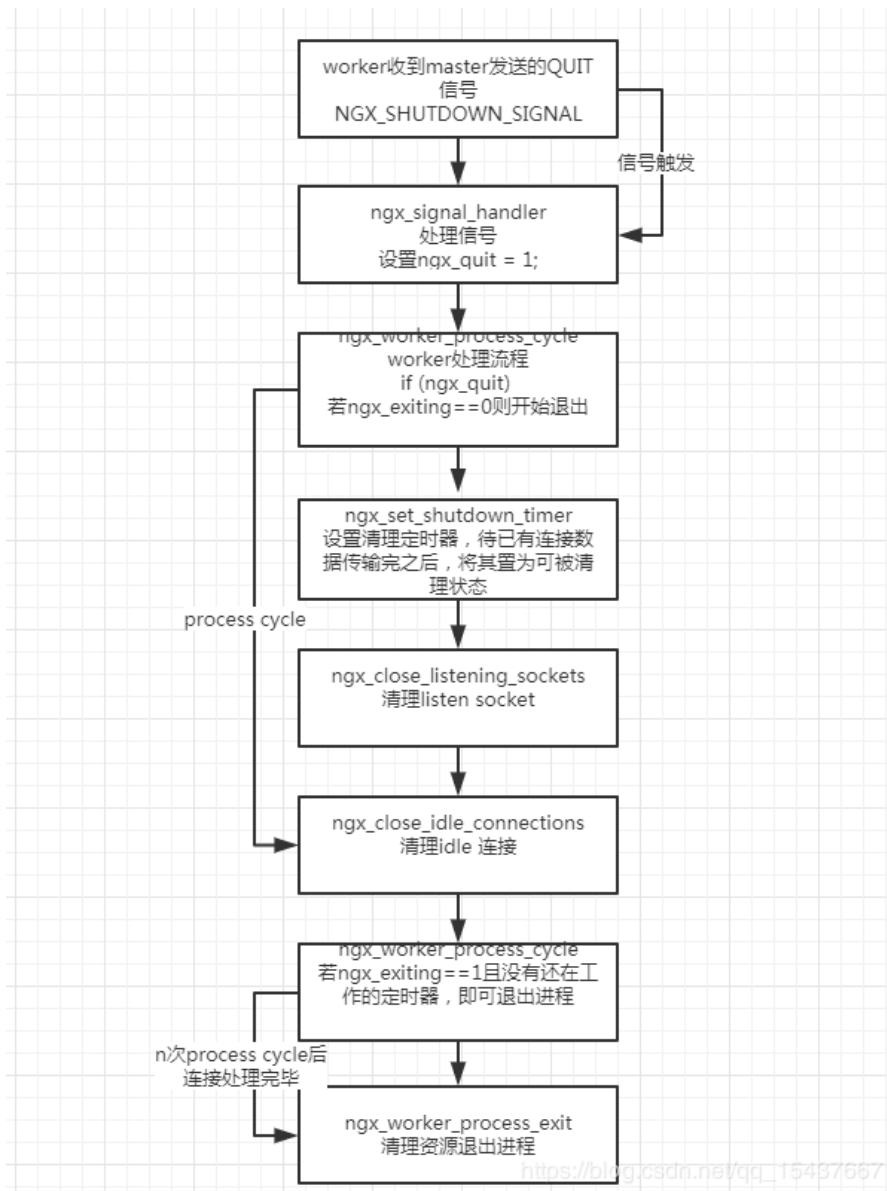 worker收到master发送的QUIT
信号
NGX_SHUTDOWN_SIGNAL
信号触发
ngx_signal_handler
处理信号
设置ngx_quit = 1;
ngx_worker_process_cycle
worker处理流程
if (ngx_quit)
若ngx_exiting==0则开始退出
ngx_set_shutdown_timer
设置清理定时器，待已有连接数
据传输完之后，将其置为可被清
理状态
process cycle
ngx_close_listening_sockets
清理listen socket
ngx_close_idle_connections
清理idle 连接
ngx_worker_process_cycle
若ngx_exiting==1且没有还在工
作的定时器，即可退出进程
n次process cycle后
连接处理完毕
ngx_worker_process_exit
清理资源退出进程
https://blog.csdn.net/qq_15437667